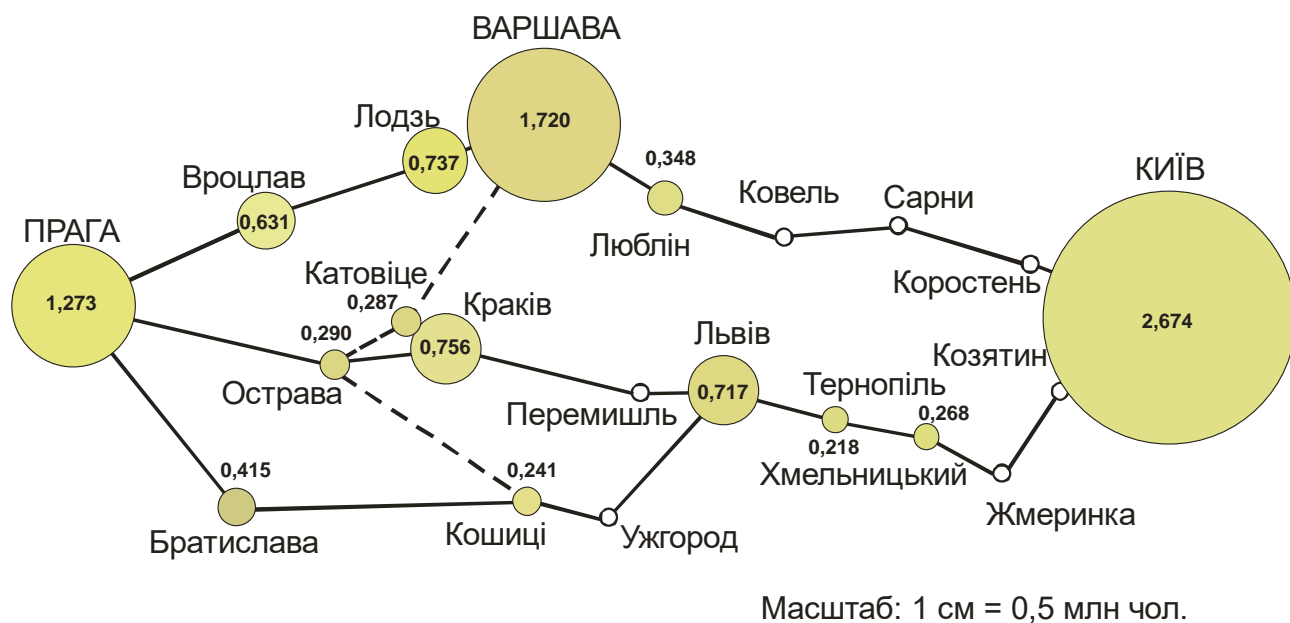 ВАРШАВА
1,720
Лодзь
0,737
0,348
КИЇВ
Вроцлав
0,631
Ковель
Сарни
ПРАГА
Люблін
Коростень
1,273
Катовіце
0,287
Краків
2,674
0,290
0,756
Львів
Козятин
Острава
Перемишль
0,717
Тернопіль
0,268
0,218
0,415
0,241
Хмельницький
Братислава
Кошиці
Ужгород
Жмеринка
Масштаб: 1 см = 0,5 млн чол.